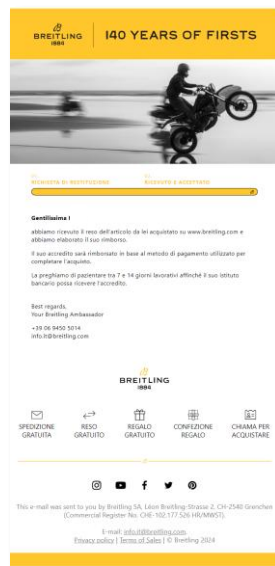 BREITLING
1884
140 YEARS OF FIRSTS
RICHIESTA DI RESTITUZIONE
RICEVUTO E ACCETTATO
Gentilissima !
abbiamo ricevuto il reso dell'articolo da lei acquistato su www.breitling.com e
abbiamo elaborato il suo rimborso.
Il suo accredito sarà rimborsato in base al metodo di pagamento utilizzato per
completare l'acquisto.
La preghiamo di pazientare tra 7 e 14 giorni lavorativi affinché il suo istituto
bancario possa ricevere l'accredito.
Best regards,
Your Breitling Ambassador
+39 06 9450 5014
info.it@breitling.com
BREITLING
1884
SPEDIZIONE
GRATUITA
RESO
GRATUITO
REGALO
GRATUITO
CONFEZIONE
REGALO
CHIAMA PER
ACQUISTARE
This e-mail was sent to you by Breitling SA, Léon Breitling-Strasse 2, CH-2540 Grenchen
(Commercial Register No. CHE-102.177.526 HR/MWST).
E-mail: info.it@breitling.com.
Privacy policy | Terms of Sales | © Breitling 2024